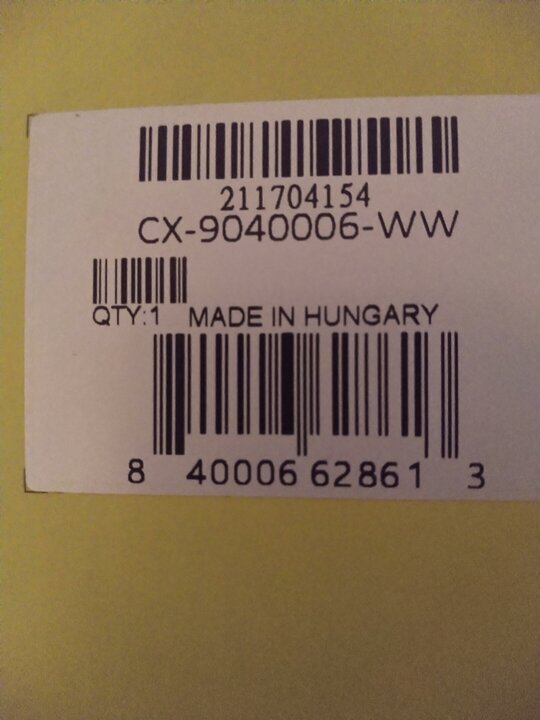 211704154
CX-9040006-WW
QTY:1 MADE IN HUNGARY
8 40006 62861 3